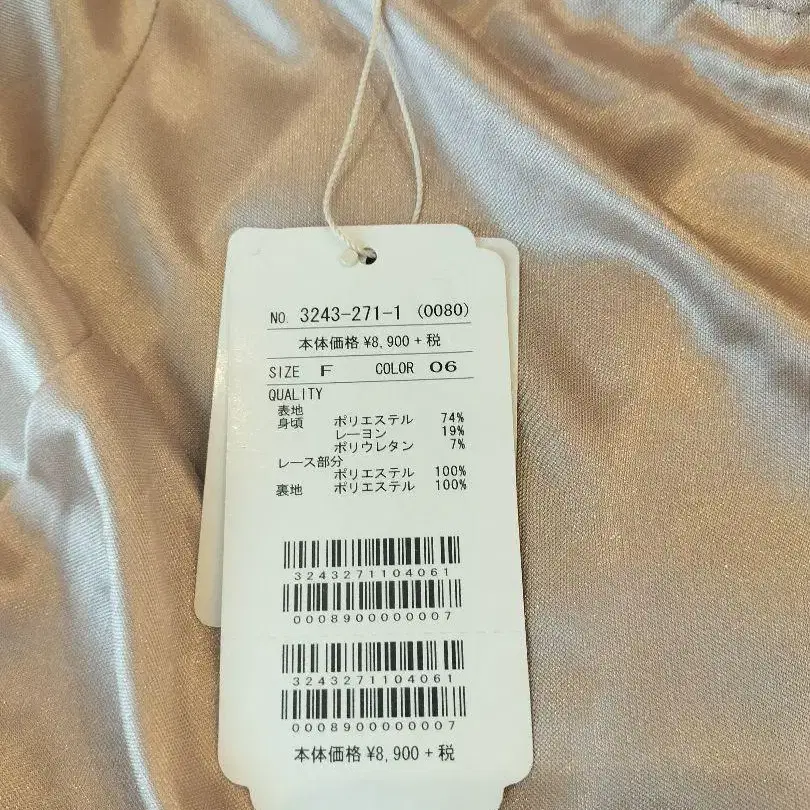 NO. 3243-271-1 (0080)
本体価格 ¥8,900 + 税
SIZE F COLOR 06
QUALITY
表地
身頃 ポリエステル 74%
レーヨン 19%
ポリウレタン 7%
レース部分
ポリエステル 100%
裏地 ポリエステル 100%
3243271104061
0008900000007
3243271104061
0008900000007
本体価格 ¥8,900 + 税